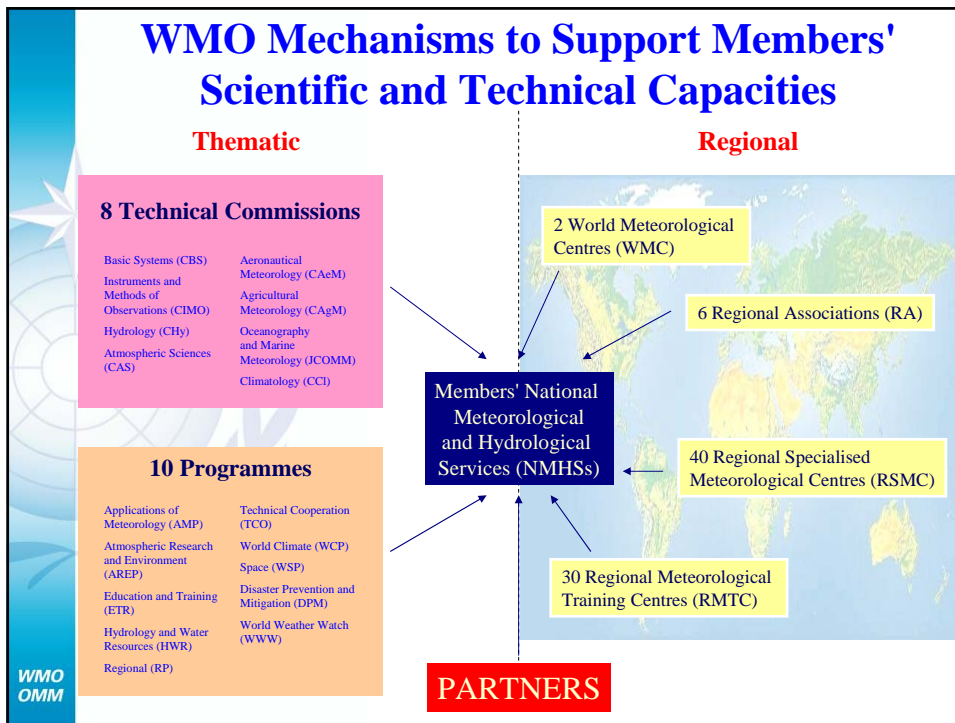 WMO Mechanisms to Support Members'
Scientific and Technical Capacities
Thematic
Regional
8 Technical Commissions
Basic Systems (CBS)
Instruments and
Methods of
Observations (CIMO)
Hydrology (CHy)
Atmospheric Sciences
(CAS)
Aeronautical
Meteorology (CAeM)
Agricultural
Meteorology (CAgM)
Oceanography
and Marine
Meteorology (JCOMM)
Climatology (CCl)
10 Programmes
Applications of
Meteorology (AMP)
Atmospheric Research
and Environment
(AREP)
Education and Training
(ETR)
Hydrology and Water
Resources (HWR)
Regional (RP)
Technical Cooperation
(TCO)
World Climate (WCP)
Space (WSP)
Disaster Prevention and
Mitigation (DPM)
World Weather Watch
(WWW)
Members' National
Meteorological
and Hydrological
Services (NMHSs)
2 World Meteorological
Centres (WMC)
6 Regional Associations (RA)
40 Regional Specialised
Meteorological Centres (RSMC)
30 Regional Meteorological
Training Centres (RMTC)
PARTNERS
WMO
OMM